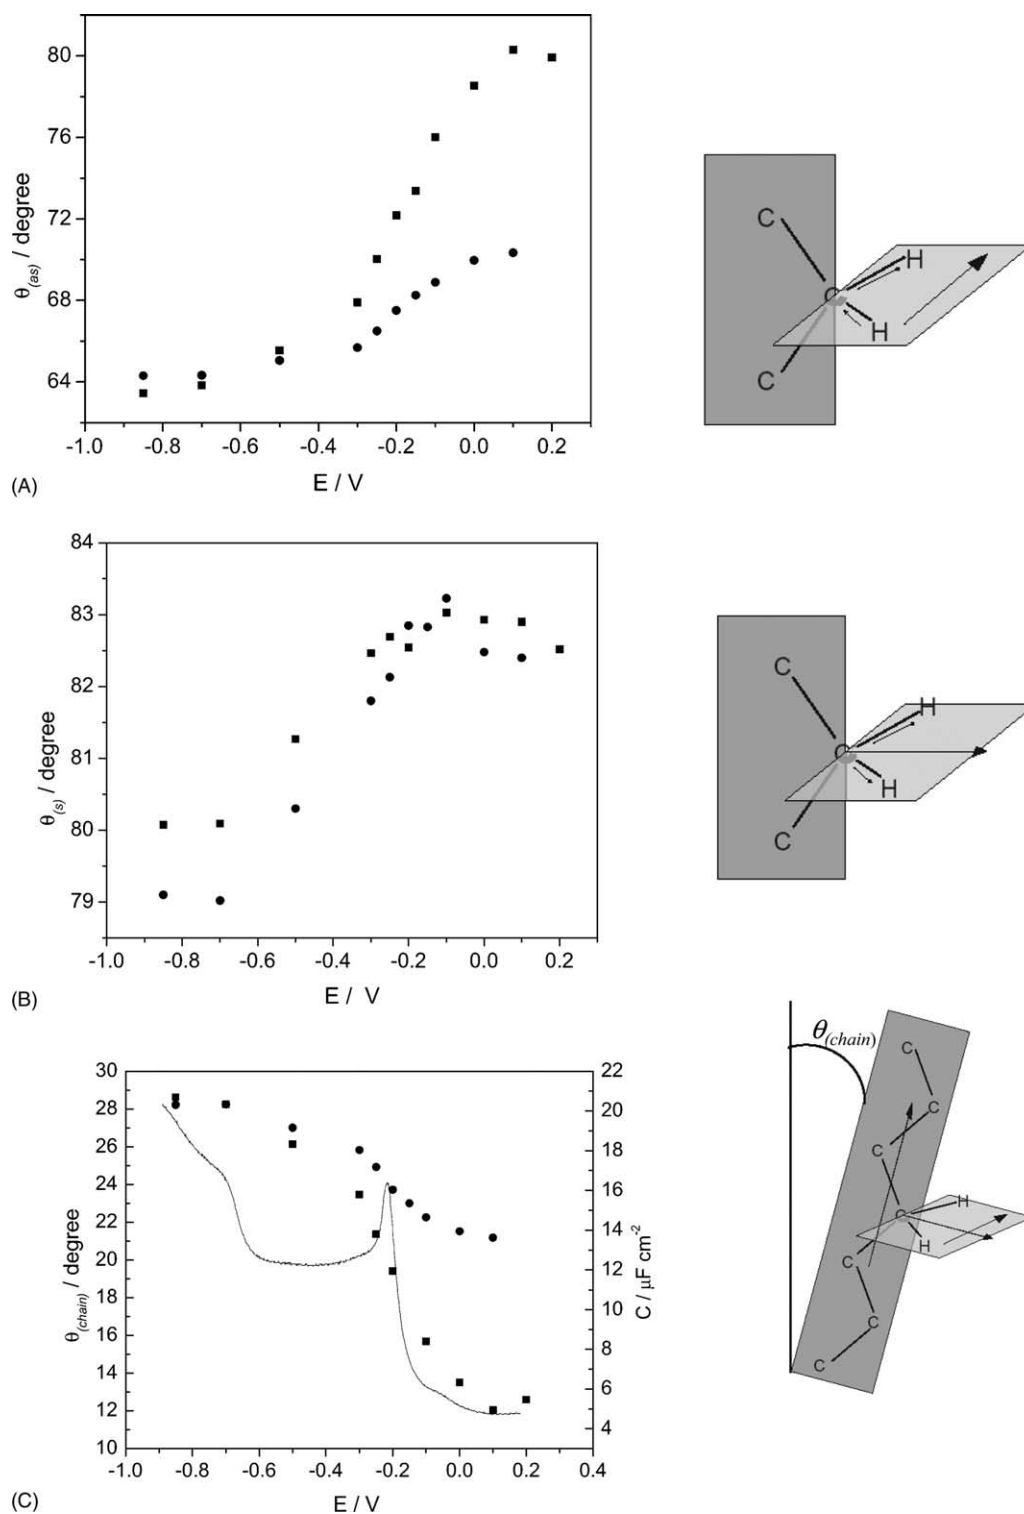 80
76
72
68
64
θ(as) / degree
-1.0 -0.8 -0.6 -0.4 -0.2 0.0 0.2
E / V
(A)
C
H
C
H
C
84
83
82
81
80
79
θ(s) / degree
-1.0 -0.8 -0.6 -0.4 -0.2 0.0 0.2
E / V
(B)
C
H
C
H
C
30
28
26
24
22
20
18
16
14
12
10
θ(chain) / degree
22
20
18
16
14
12
10
8
6
4
C / μF cm-2
-1.0 -0.8 -0.6 -0.4 -0.2 0.0 0.2 0.4
E / V
(C)
θ(chain)
C
C
C
H
C
H
C
C
C